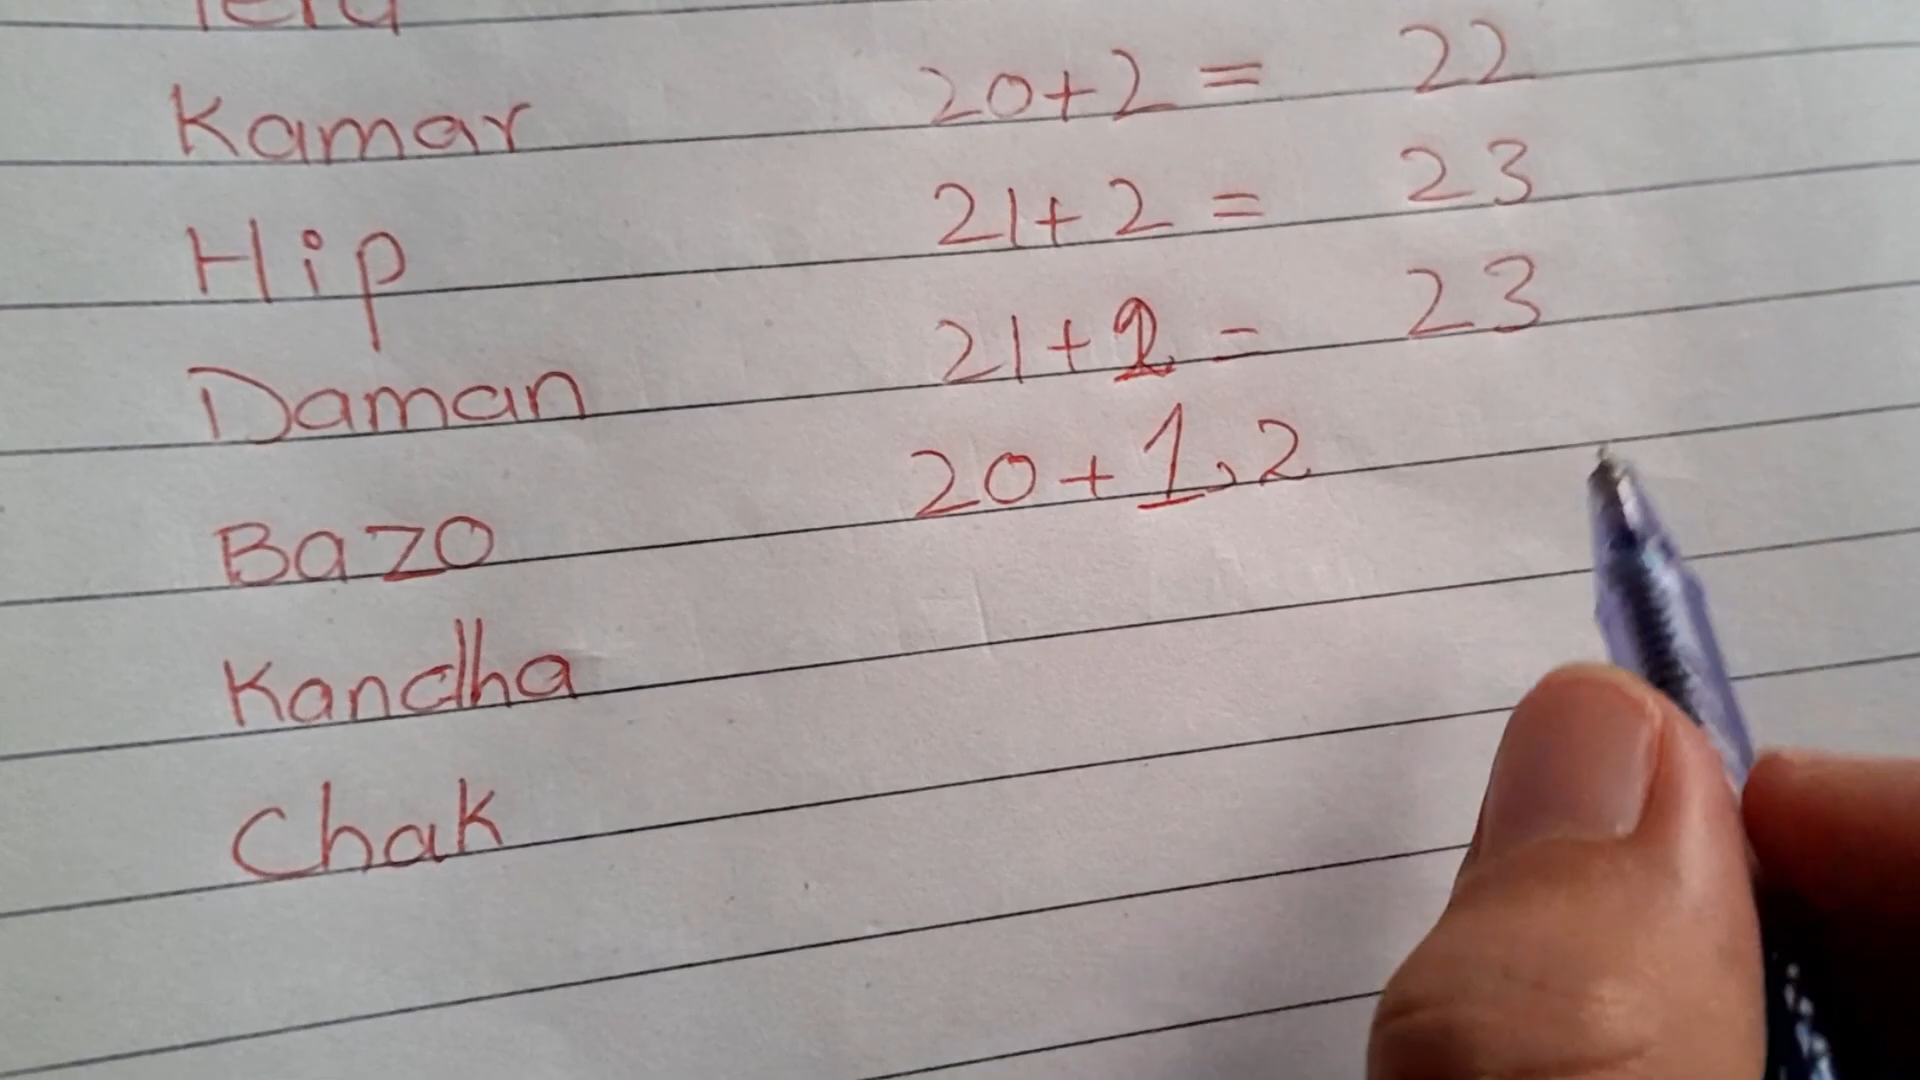 Kamar 20+2 = 22
Hip 21+2 = 23
Daman 21+2 = 23
Bazo 20+1,2
Kandha
Chak